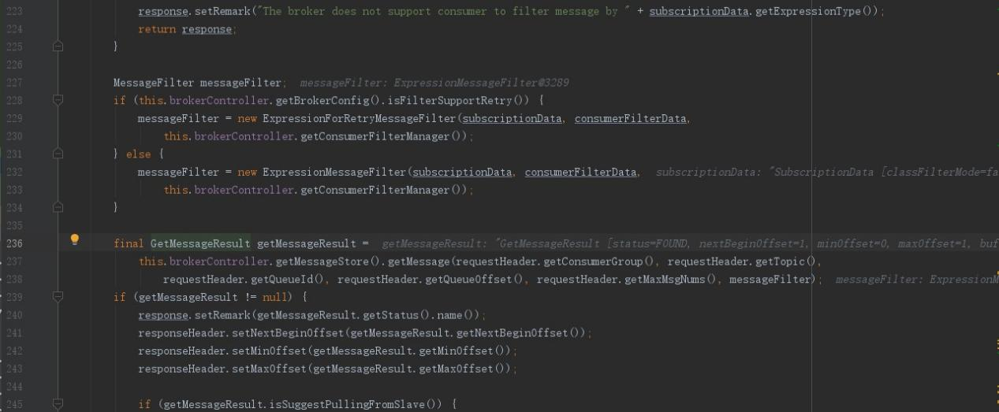 223 response.setRemark("The broker does not support consumer to filter message by " + subscriptionData.getExpressionType());
224 return response;
225 }
226
227 MessageFilter messageFilter; messageFilter: ExpressionMessageFilter@3289
228 if (this.brokerController.getBrokerConfig().isFilterSupportRetry()) {
229 messageFilter = new ExpressionForRetryMessageFilter(subscriptionData, consumerFilterData,
230 this.brokerController.getConsumerFilterManager());
231 } else {
232 messageFilter = new ExpressionMessageFilter(subscriptionData, consumerFilterData, subscriptionData: "SubscriptionData [classFilterMode=fa
233 this.brokerController.getConsumerFilterManager());
234 }
235
236 final GetMessageResult getMessageResult = getMessageResult: "GetMessageResult [status=FOUND, nextBeginOffset=1, minOffset=0, maxOffset=1, buf
237 this.brokerController.getMessageStore().getMessage(requestHeader.getConsumerGroup(), requestHeader.getTopic(),
238 requestHeader.getQueueId(), requestHeader.getQueueOffset(), requestHeader.getMaxMsgNums(), messageFilter); messageFilter: ExpressionM
239 if (getMessageResult != null) {
240 response.setRemark(getMessageResult.getStatus().name());
241 responseHeader.setNextBeginOffset(getMessageResult.getNextBeginOffset());
242 responseHeader.setMinOffset(getMessageResult.getMinOffset());
243 responseHeader.setMaxOffset(getMessageResult.getMaxOffset());
244
245 if (getMessageResult.isSuggestPullingFromSlave()) {